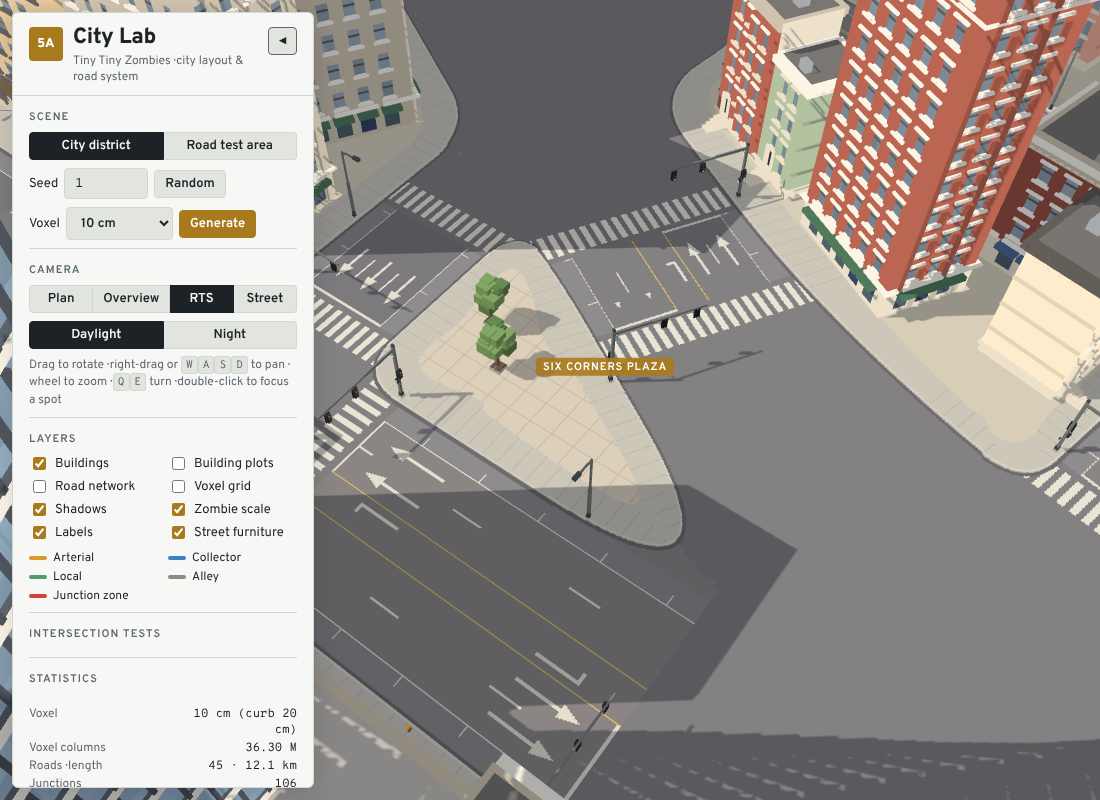 5A
City Lab
Tiny Tiny Zombies · city layout &
road system
◄
SCENE
City district
Road test area
Seed
1
Random
Voxel
10 cm
Generate
CAMERA
Plan
Overview
RTS
Street
Daylight
Night
Drag to rotate · right-drag or W A S D to pan ·
wheel to zoom · Q E turn · double-click to focus
a spot
LAYERS
Buildings
Building plots
Road network
Voxel grid
Shadows
Zombie scale
Labels
Street furniture
Arterial
Collector
Local
Alley
Junction zone
INTERSECTION TESTS
STATISTICS
Voxel 10 cm (curb 20
cm)
Voxel columns 36.30 M
Roads · length 45 · 12.1 km
Junctions 106
SIX CORNERS PLAZA